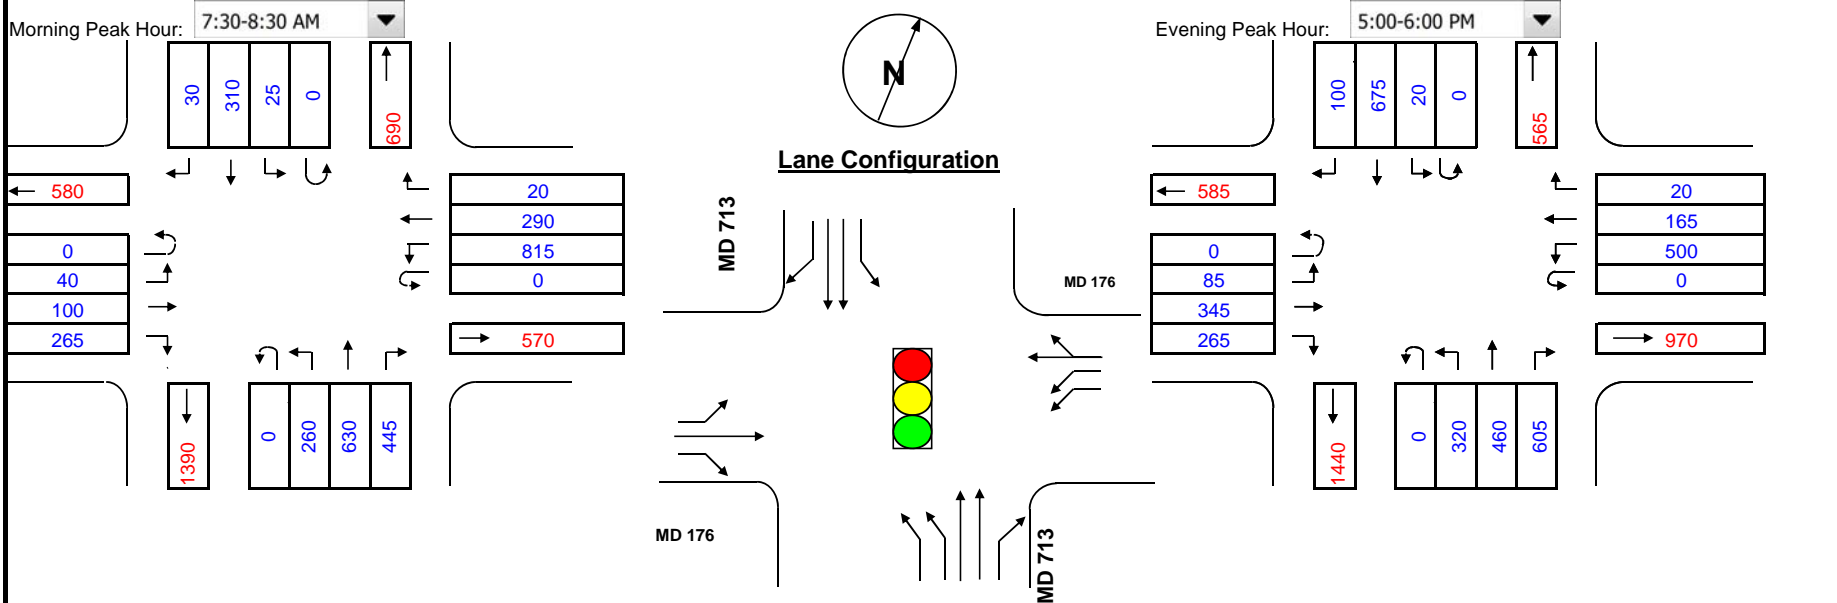 Morning Peak Hour: 7:30-8:30 AM
30 310 25 0 690
580
0
40
100
265
20
290
815
0
570
1390 0 260 630 445
N
Lane Configuration
MD 713
MD 176
MD 176
MD 713
Evening Peak Hour: 5:00-6:00 PM
100 675 20 0 565
585
0
85
345
265
20
165
500
0
970
1440 0 320 460 605